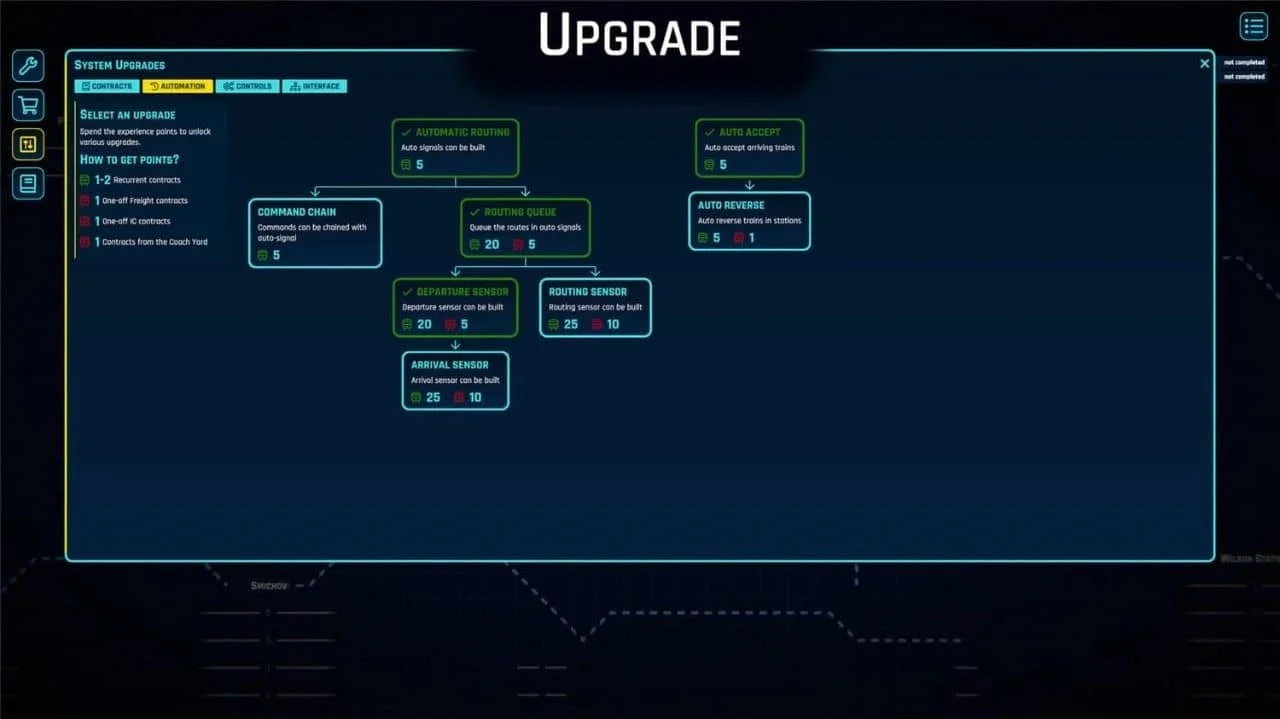 Upgrade
System Upgrades
not completed
not completed
Contracts
Automation
Controls
Interface
Select an upgrade
Spend the experience points to unlock
various upgrades.
How to get points?
1-2 Recurrent contracts
1 One-off Freight contracts
1 One-off IC contracts
1 Contracts from the Coach Yard
Automatic Routing
Auto signals can be built
5
Auto Accept
Auto accept arriving trains
5
Command Chain
Commands can be chained with
auto-signal
5
Routing Queue
Queue the routes in auto signals
20 5
Auto Reverse
Auto reverse trains in stations
5 1
Departure Sensor
Departure sensor can be built
20 5
Routing Sensor
Routing sensor can be built
25 10
Arrival Sensor
Arrival sensor can be built
25 10
Smichov